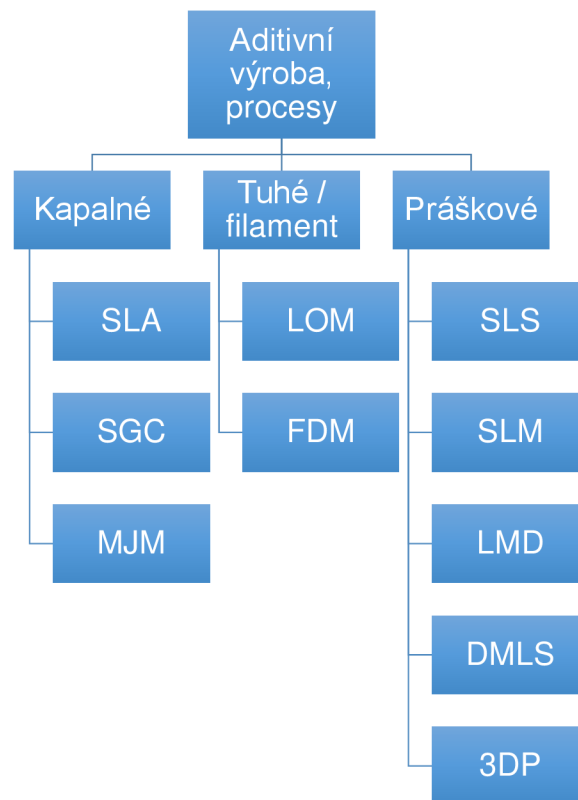 Aditivní
výroba,
procesy
Kapalné
Tuhé /
filament
Práškové
SLA
LOM
SLS
SGC
FDM
SLM
MJM
LMD
DMLS
3DP